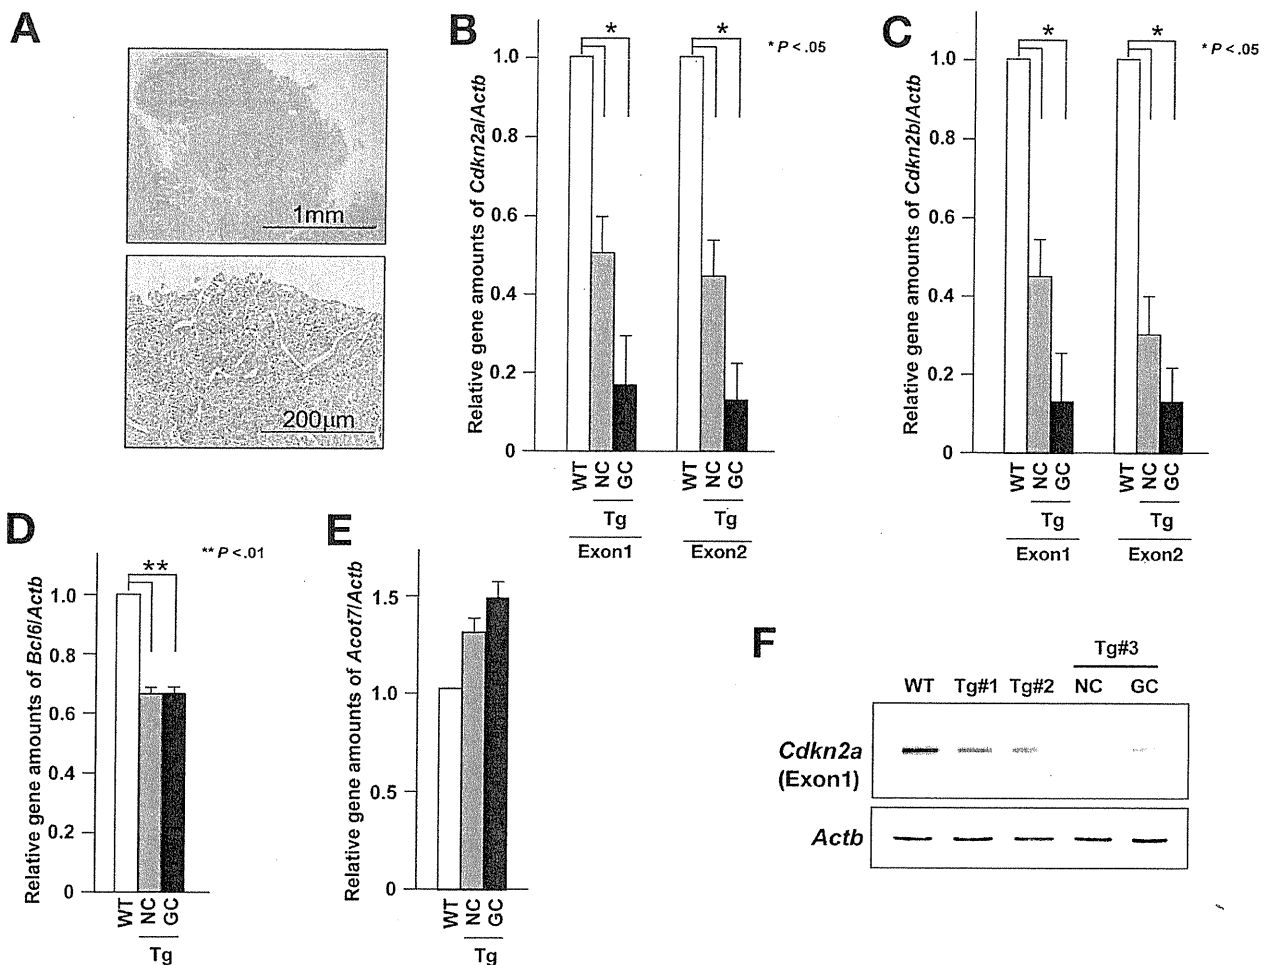 A
1mm
200µm
B
Relative gene amounts of Cdkn2a/Actb
1.0
0.8
0.6
0.4
0.2
0
*
*
* P < .05
WT
NC
GC
Tg
Exon1
WT
NC
GC
Tg
Exon2
C
Relative gene amounts of Cdkn2b/Actb
1.0
0.8
0.6
0.4
0.2
0
*
*
* P < .05
WT
NC
GC
Tg
Exon1
WT
NC
GC
Tg
Exon2
D
Relative gene amounts of Bcl6/Actb
1.0
0.8
0.6
0.4
0.2
0
**
** P < .01
WT
NC
GC
Tg
E
Relative gene amounts of Acot7/Actb
1.5
1.0
0.5
0
WT
NC
GC
Tg
F
Tg#3
WT Tg#1 Tg#2 NC GC
Cdkn2a
(Exon1)
Actb